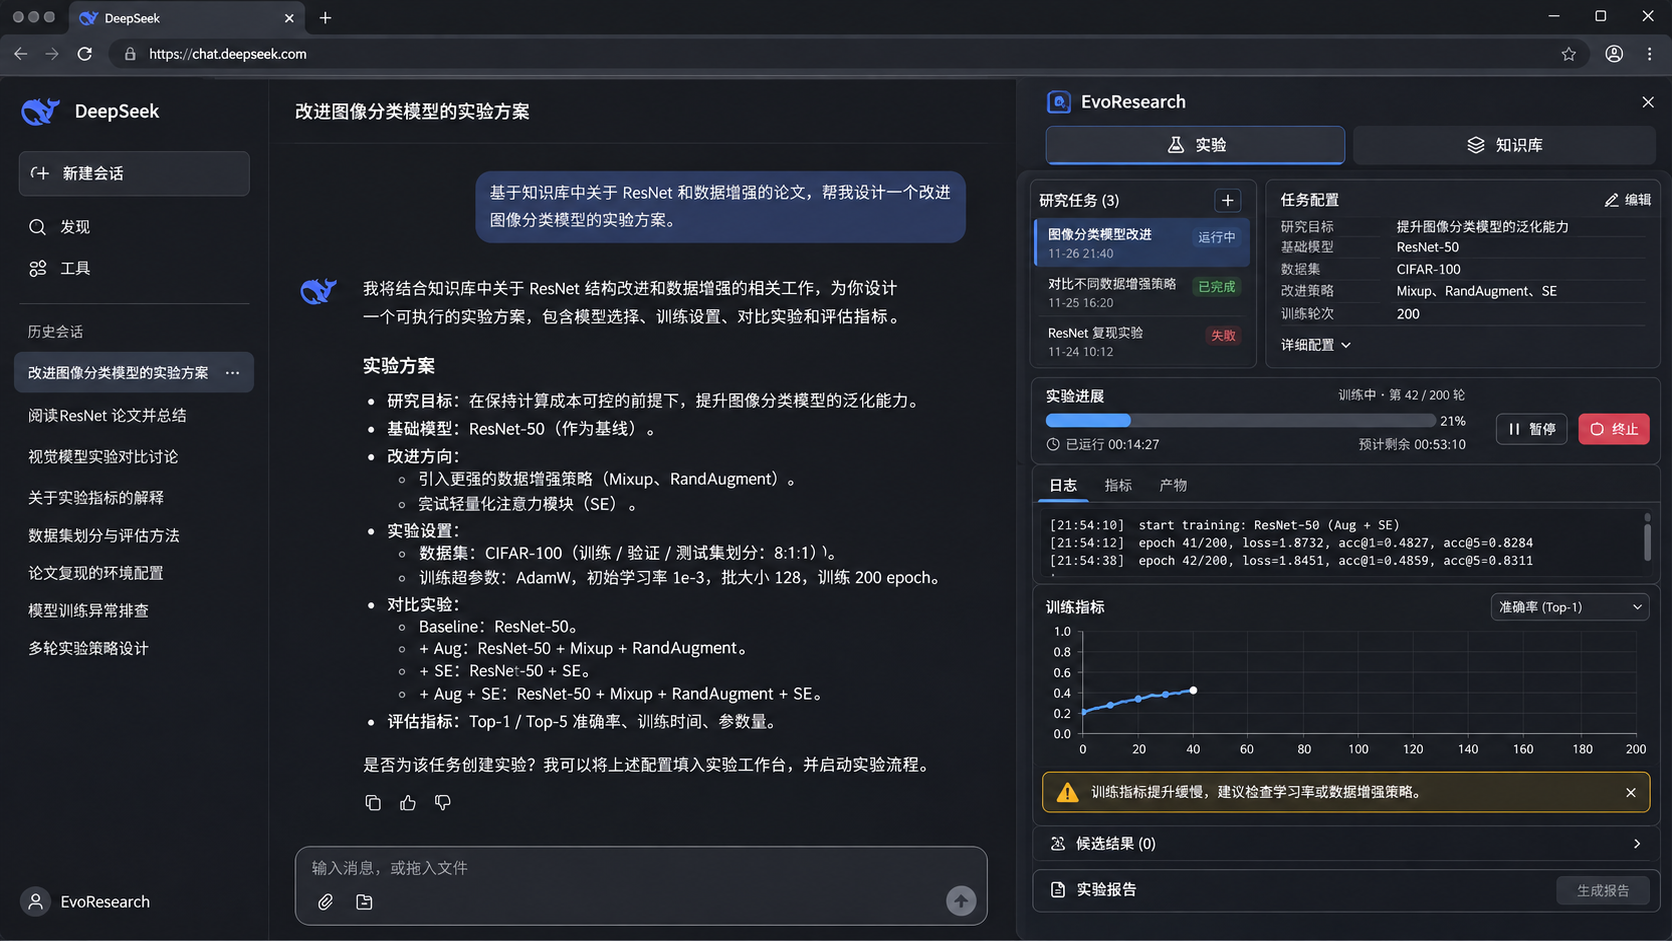 DeepSeek
https://chat.deepseek.com
DeepSeek
新建会话
发现
工具
历史会话
改进图像分类模型的实验方案 ...
阅读ResNet 论文并总结
视觉模型实验对比讨论
关于实验指标的解释
数据集划分与评估方法
论文复现的环境配置
模型训练异常排查
多轮实验策略设计
EvoResearch
改进图像分类模型的实验方案
基于知识库中关于 ResNet 和数据增强的论文，帮我设计一个改进
图像分类模型的实验方案。
我将结合知识库中关于 ResNet 结构改进和数据增强的相关工作，为你设计
一个可执行的实验方案，包含模型选择、训练设置、对比实验和评估指标。
实验方案
• 研究目标：在保持计算成本可控的前提下，提升图像分类模型的泛化能力。
• 基础模型：ResNet-50（作为基线）。
• 改进方向：
◦ 引入更强的数据增强策略（Mixup、RandAugment）。
◦ 尝试轻量化注意力模块（SE）。
• 实验设置：
◦ 数据集：CIFAR-100（训练 / 验证 / 测试集划分：8:1:1)）。
◦ 训练超参数：AdamW，初始学习率 1e-3，批大小 128，训练 200 epoch。
• 对比实验：
◦ Baseline：ResNet-50。
◦ + Aug：ResNet-50 + Mixup + RandAugment。
◦ + SE：ResNet-50 + SE。
◦ + Aug + SE：ResNet-50 + Mixup + RandAugment + SE。
• 评估指标：Top-1 / Top-5 准确率、训练时间、参数量。
是否为该任务创建实验？我可以将上述配置填入实验工作台，并启动实验流程。
输入消息，或拖入文件
EvoResearch
实验
知识库
研究任务 (3)
图像分类模型改进 运行中
11-26 21:40
对比不同数据增强策略 已完成
11-25 16:20
ResNet 复现实验 失败
11-24 10:12
任务配置 编辑
研究目标 提升图像分类模型的泛化能力
基础模型 ResNet-50
数据集 CIFAR-100
改进策略 Mixup、RandAugment、SE
训练轮次 200
详细配置
实验进展 训练中 · 第 42 / 200 轮
21%
已运行 00:14:27 预计剩余 00:53:10
暂停
终止
日志 指标 产物
[21:54:10] start training: ResNet-50 (Aug + SE)
[21:54:12] epoch 41/200, loss=1.8732, acc@1=0.4827, acc@5=0.8284
[21:54:38] epoch 42/200, loss=1.8451, acc@1=0.4859, acc@5=0.8311
训练指标 准确率 (Top-1)
1.0
0.8
0.6
0.4
0.2
0.0
0 20 40 60 80 100 120 140 160 180 200
训练指标提升缓慢，建议检查学习率或数据增强策略。
候选结果 (0)
实验报告 生成报告